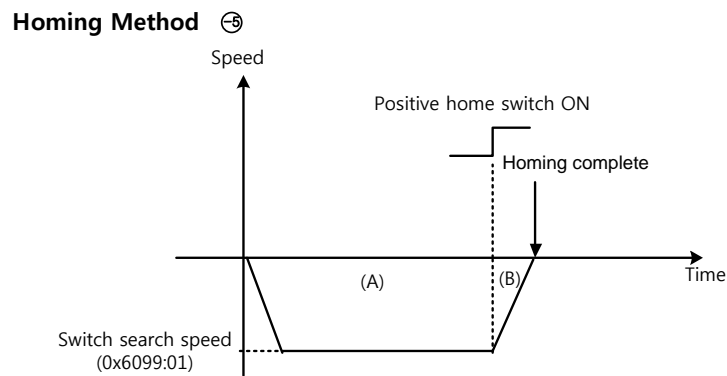 Homing Method -5
Speed
Positive home switch ON
Homing complete
(A)
(B)
Time
Switch search speed
(0x6099:01)